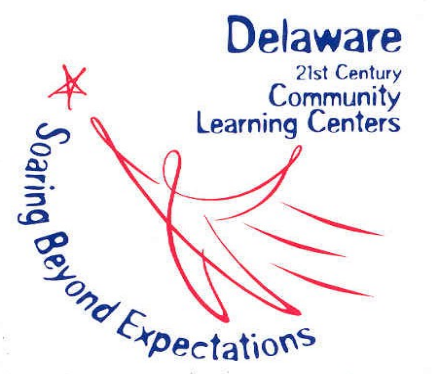 Delaware
21st Century
Community
Learning Centers
Soaring Beyond Expectations